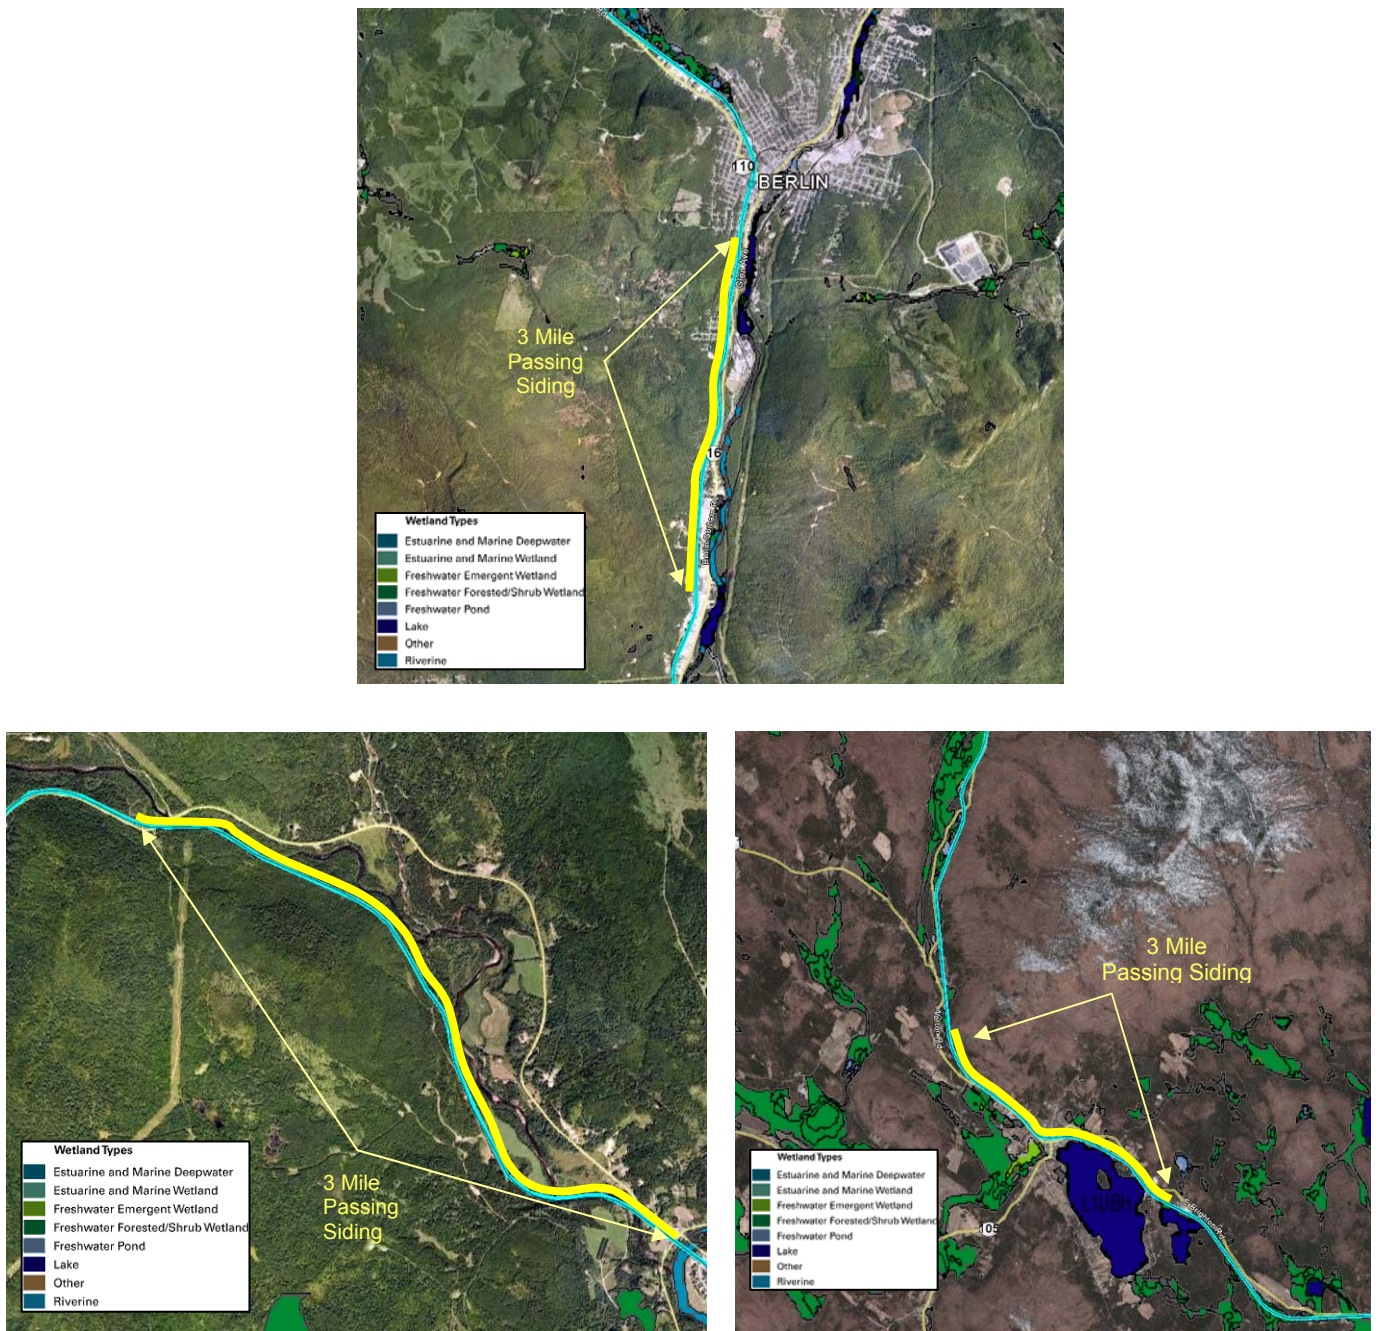 110
BERLIN
Glen Ave
3 Mile
Passing
Siding
16
Wetland Types
Estuarine and Marine Deepwater
Estuarine and Marine Wetland
Freshwater Emergent Wetland
Freshwater Forested/Shrub Wetland
Freshwater Pond
Lake
Other
Riverine
3 Mile
Passing
Siding
Wetland Types
Estuarine and Marine Deepwater
Estuarine and Marine Wetland
Freshwater Emergent Wetland
Freshwater Forested/Shrub Wetland
Freshwater Pond
Lake
Other
Riverine
3 Mile
Passing Siding
L1UBH
105
E Brighton Rd
Wetland Types
Estuarine and Marine Deepwater
Estuarine and Marine Wetland
Freshwater Emergent Wetland
Freshwater Forested/Shrub Wetland
Freshwater Pond
Lake
Other
Riverine